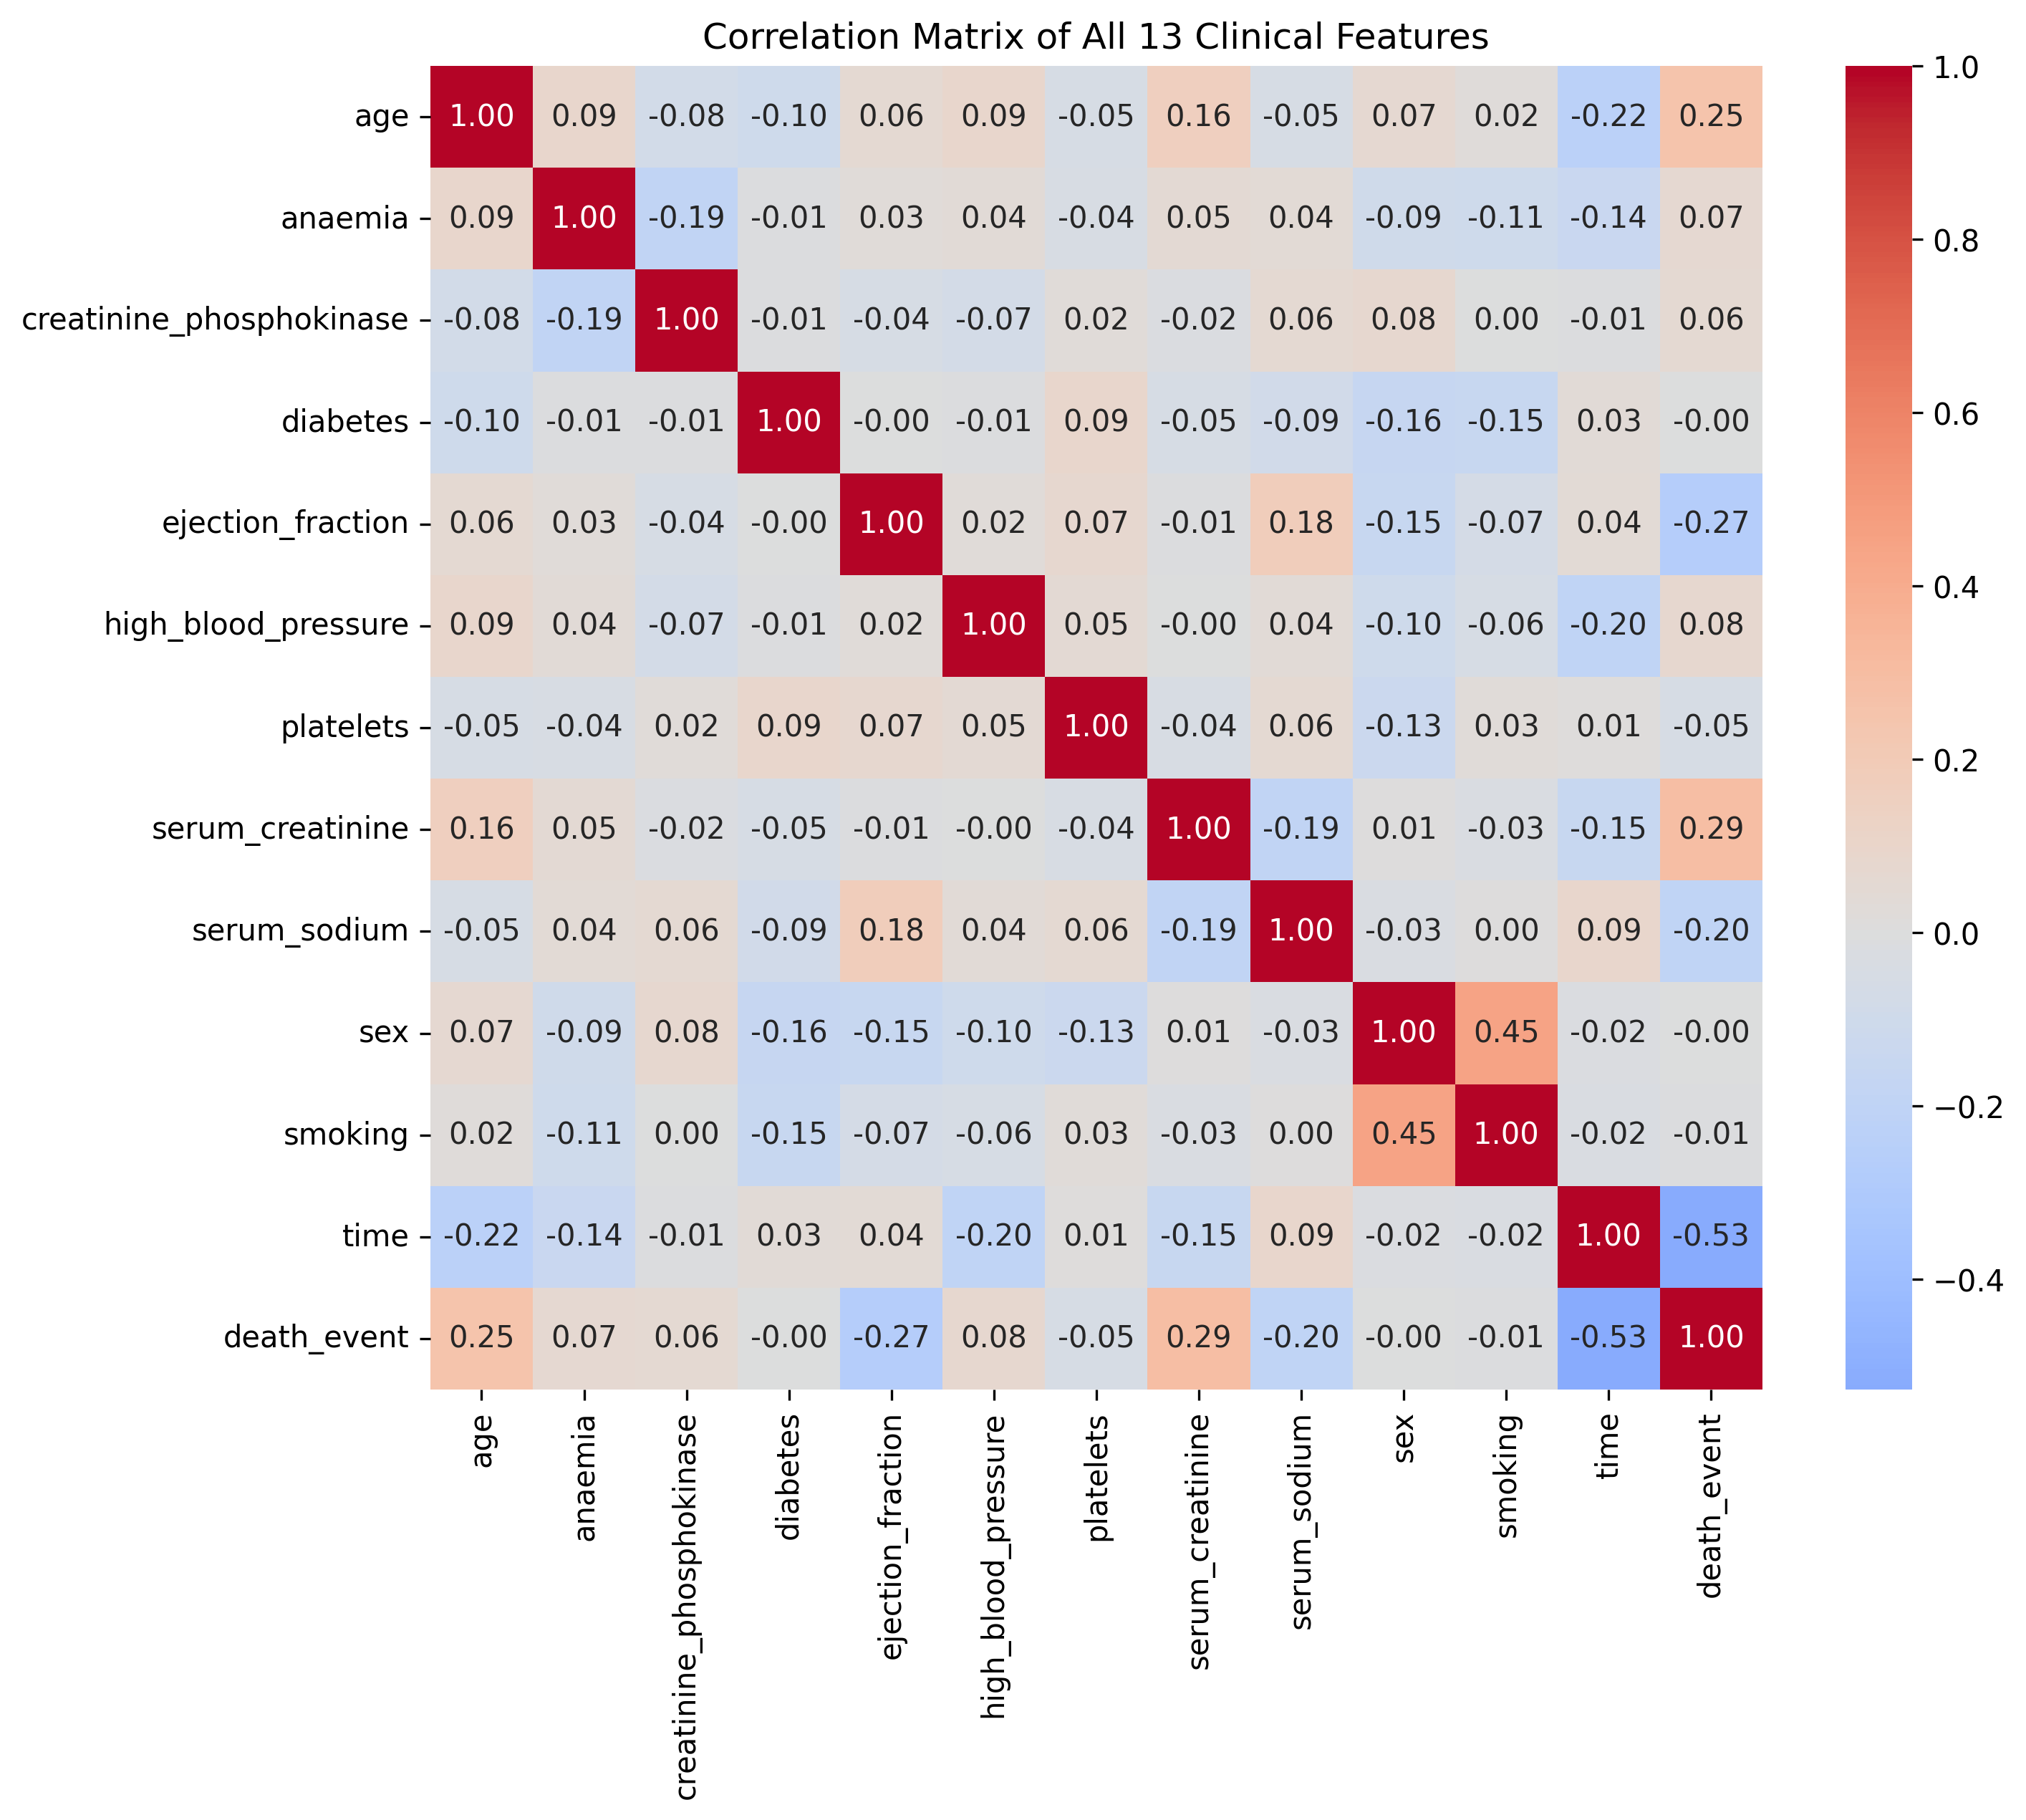 Correlation Matrix of All 13 Clinical Features
age 1.00 0.09 -0.08 -0.10 0.06 0.09 -0.05 0.16 -0.05 0.07 0.02 -0.22 0.25
anaemia 0.09 1.00 -0.19 -0.01 0.03 0.04 -0.04 0.05 0.04 -0.09 -0.11 -0.14 0.07
creatinine_phosphokinase -0.08 -0.19 1.00 -0.01 -0.04 -0.07 0.02 -0.02 0.06 0.08 0.00 -0.01 0.06
diabetes -0.10 -0.01 -0.01 1.00 -0.00 -0.01 0.09 -0.05 -0.09 -0.16 -0.15 0.03 -0.00
ejection_fraction 0.06 0.03 -0.04 -0.00 1.00 0.02 0.07 -0.01 0.18 -0.15 -0.07 0.04 -0.27
high_blood_pressure 0.09 0.04 -0.07 -0.01 0.02 1.00 0.05 -0.00 0.04 -0.10 -0.06 -0.20 0.08
platelets -0.05 -0.04 0.02 0.09 0.07 0.05 1.00 -0.04 0.06 -0.13 0.03 0.01 -0.05
serum_creatinine 0.16 0.05 -0.02 -0.05 -0.01 -0.00 -0.04 1.00 -0.19 0.01 -0.03 -0.15 0.29
serum_sodium -0.05 0.04 0.06 -0.09 0.18 0.04 0.06 -0.19 1.00 -0.03 0.00 0.09 -0.20
sex 0.07 -0.09 0.08 -0.16 -0.15 -0.10 -0.13 0.01 -0.03 1.00 0.45 -0.02 -0.00
smoking 0.02 -0.11 0.00 -0.15 -0.07 -0.06 0.03 -0.03 0.00 0.45 1.00 -0.02 -0.01
time -0.22 -0.14 -0.01 0.03 0.04 -0.20 0.01 -0.15 0.09 -0.02 -0.02 1.00 -0.53
death_event 0.25 0.07 0.06 -0.00 -0.27 0.08 -0.05 0.29 -0.20 -0.00 -0.01 -0.53 1.00
age
anaemia
creatinine_phosphokinase
diabetes
ejection_fraction
high_blood_pressure
platelets
serum_creatinine
serum_sodium
sex
smoking
time
death_event
1.0
0.8
0.6
0.4
0.2
0.0
−0.2
−0.4